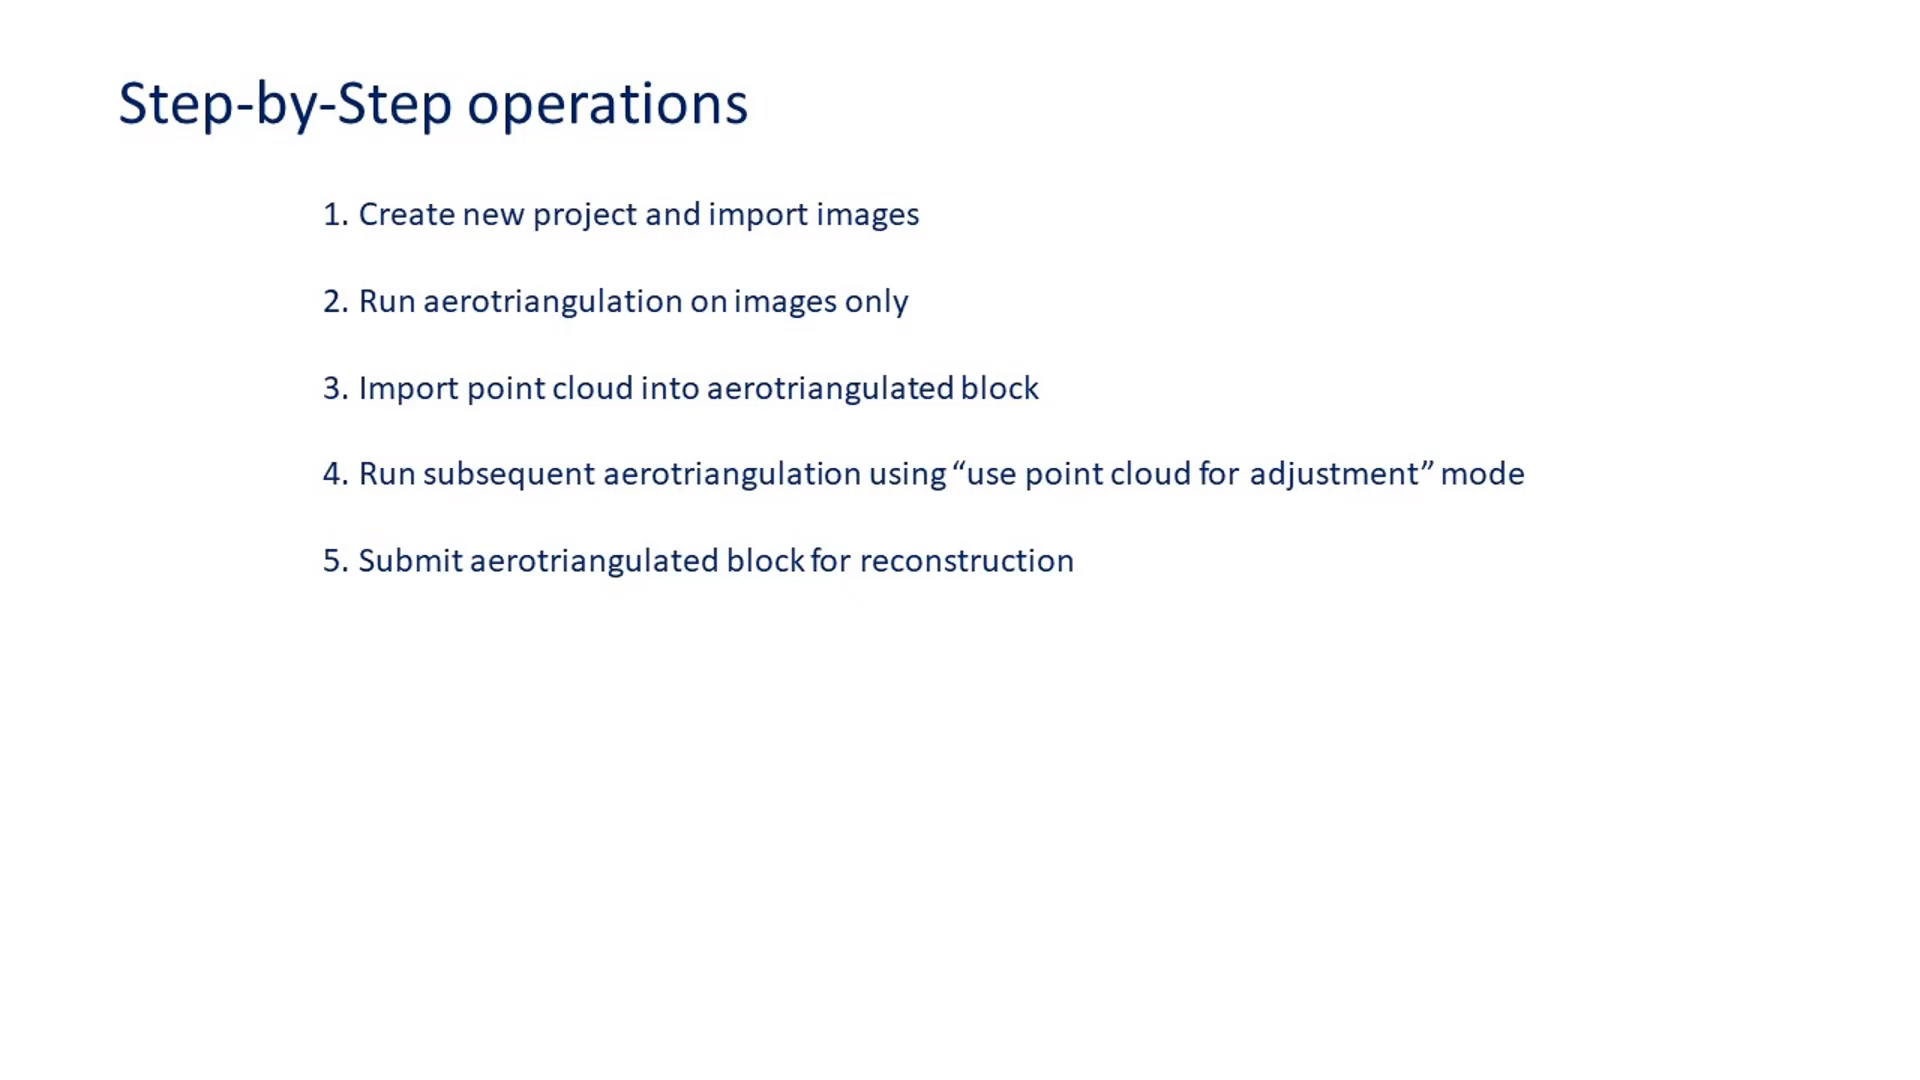 Step-by-Step operations
1. Create new project and import images
2. Run aerotriangulation on images only
3. Import point cloud into aerotriangulated block
4. Run subsequent aerotriangulation using “use point cloud for adjustment” mode
5. Submit aerotriangulated block for reconstruction